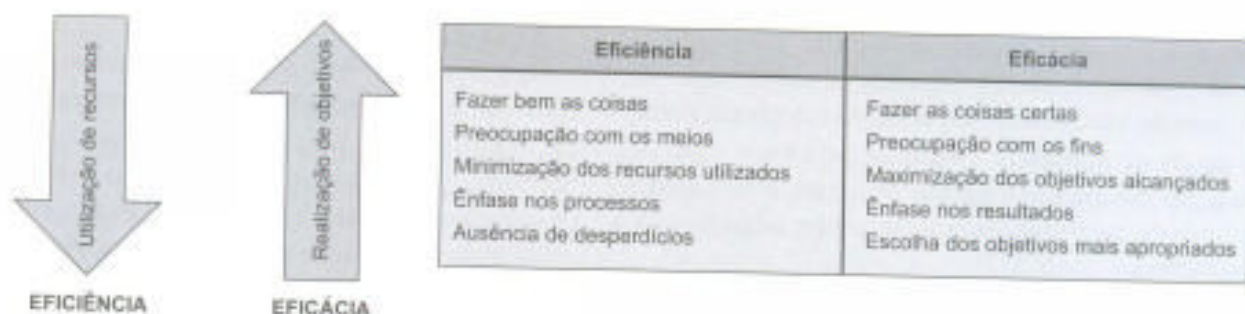 Utilização de recursos
EFICIÊNCIA
Realização de objetivos
EFICÁCIA
Eficiência
Fazer bem as coisas
Preocupação com os meios
Minimização dos recursos utilizados
Ênfase nos processos
Ausência de desperdícios
Eficácia
Fazer as coisas certas
Preocupação com os fins
Maximização dos objetivos alcançados
Ênfase nos resultados
Escolha dos objetivos mais apropriados